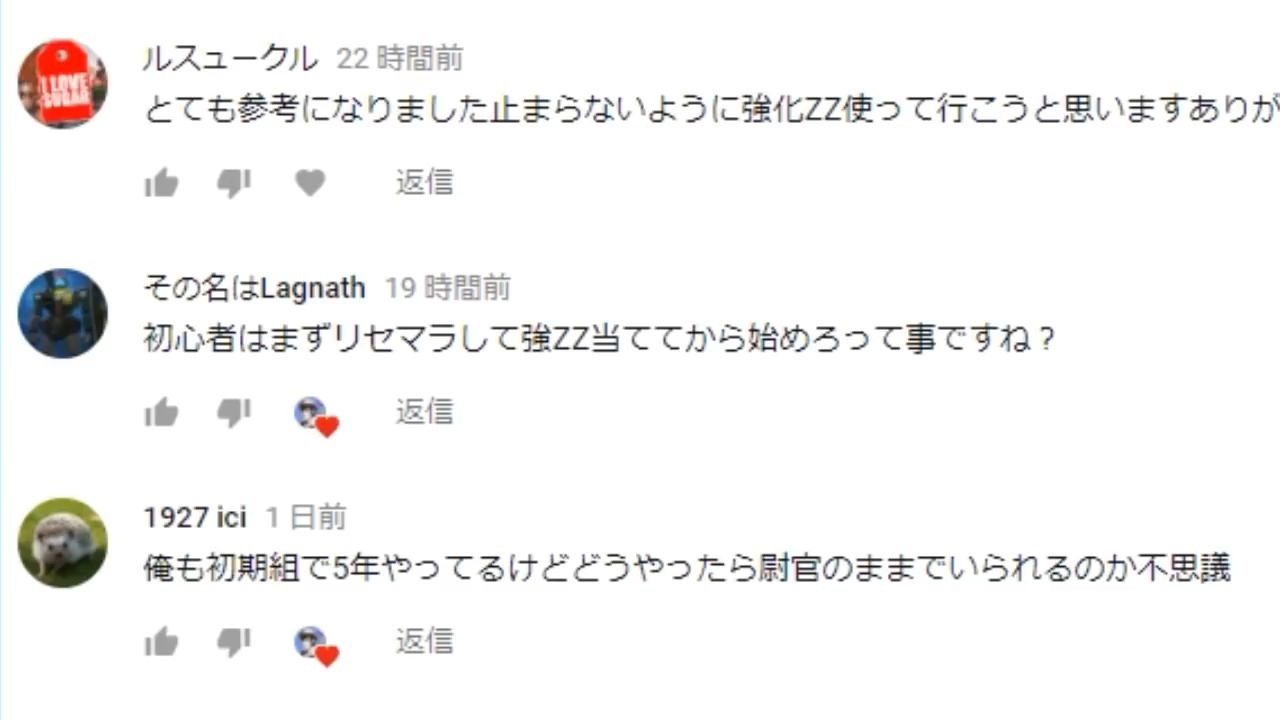 I LOVE
SUGAR
ルスュークル 22 時間前
とても参考になりました止まらないように強化ZZ使って行こうと思いますありが
返信
その名はLagnath 19 時間前
初心者はまずリセマラして強ZZ当ててから始めろって事ですね？
返信
1927 ici 1 日前
俺も初期組で5年やってるけどどうやったら尉官のままでいられるのか不思議
返信